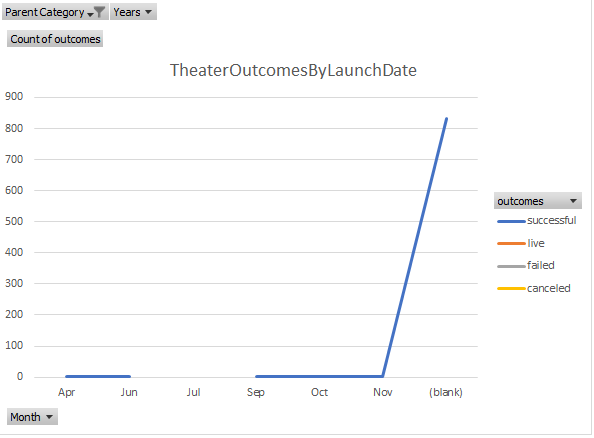 Parent Category Years
Count of outcomes
TheaterOutcomesByLaunchDate
900
800
700
600
500
400
300
200
100
0
Apr Jun Jul Sep Oct Nov (blank)
outcomes
successful
live
failed
canceled
Month